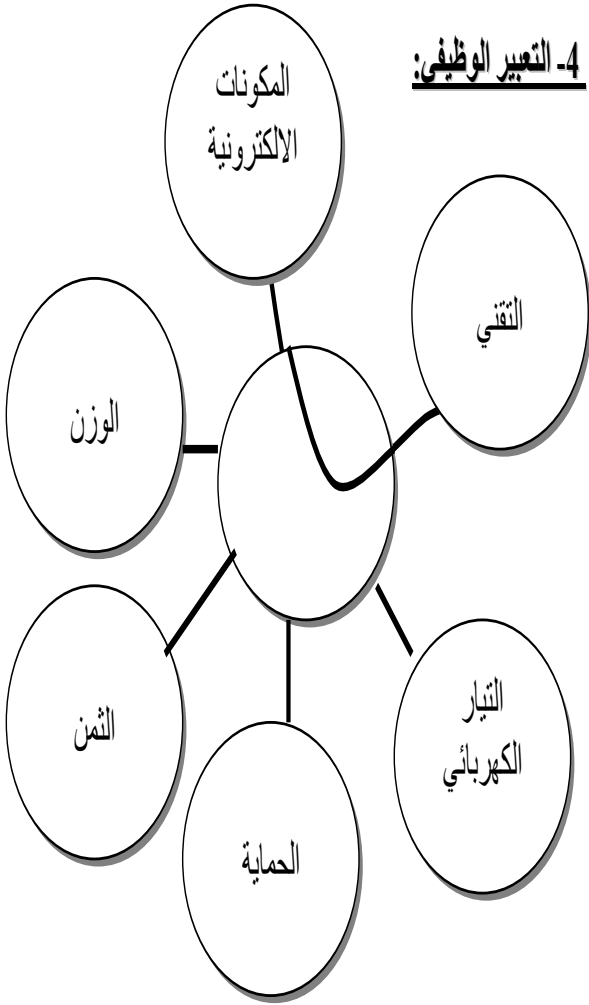 4- التعبير الوظيفي:
المكونات
الالكترونية
التقني
الوزن
التيار
الكهربائي
الثمن
الحماية